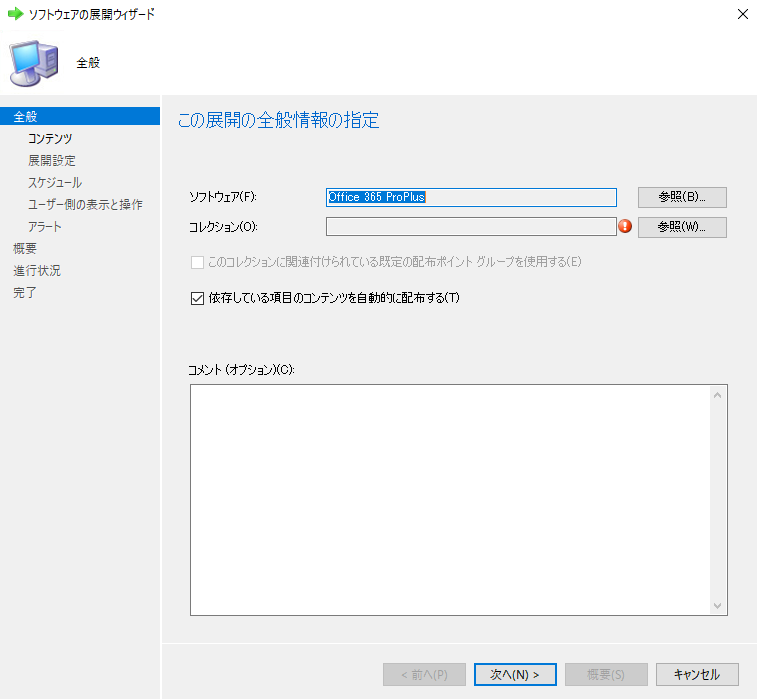 ソフトウェアの展開ウィザード
全般
全般
コンテンツ
展開設定
スケジュール
ユーザー側の表示と操作
アラート
概要
進行状況
完了
この展開の全般情報の指定
ソフトウェア(F): Office 365 ProPlus 参照(B)...
コレクション(O): 参照(W)...
このコレクションに関連付けられている既定の配布ポイント グループを使用する(E)
依存している項目のコンテンツを自動的に配布する(T)
コメント (オプション)(C):
< 前へ(P) 次へ(N) > 概要(S) キャンセル